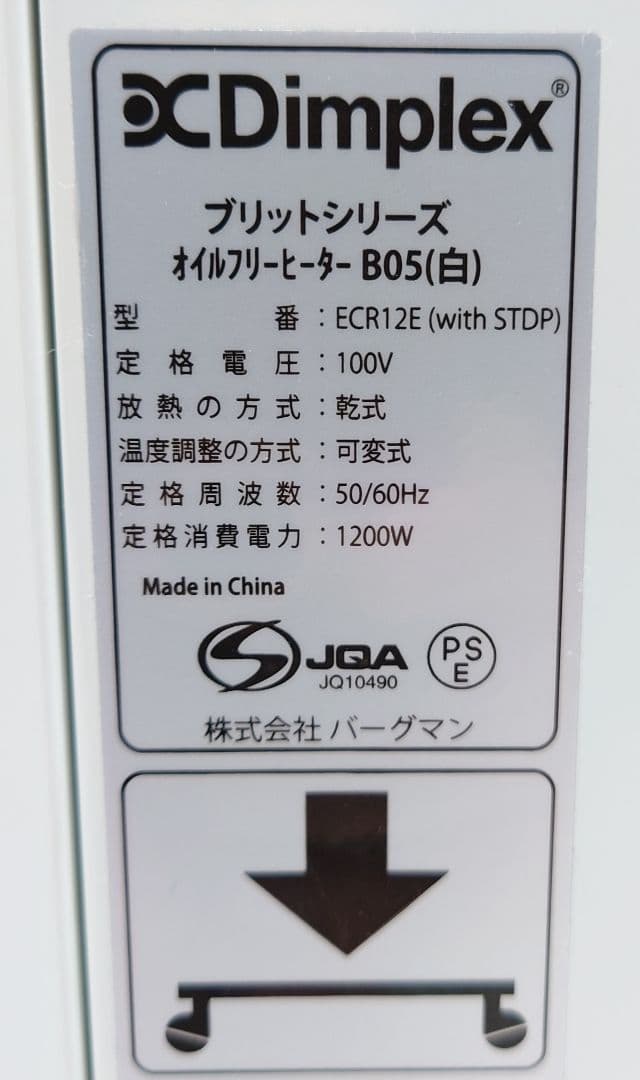 Dimplex®
ブリットシリーズ
ｵｲﾙﾌﾘｰﾋｰﾀｰ B05(白)
型番：ECR12E (with STDP)
定格電圧：100V
放熱の方式：乾式
温度調整の方式：可変式
定格周波数：50/60Hz
定格消費電力：1200W
Made in China
JQA
JQ10490
PS
E
株式会社 バーグマン